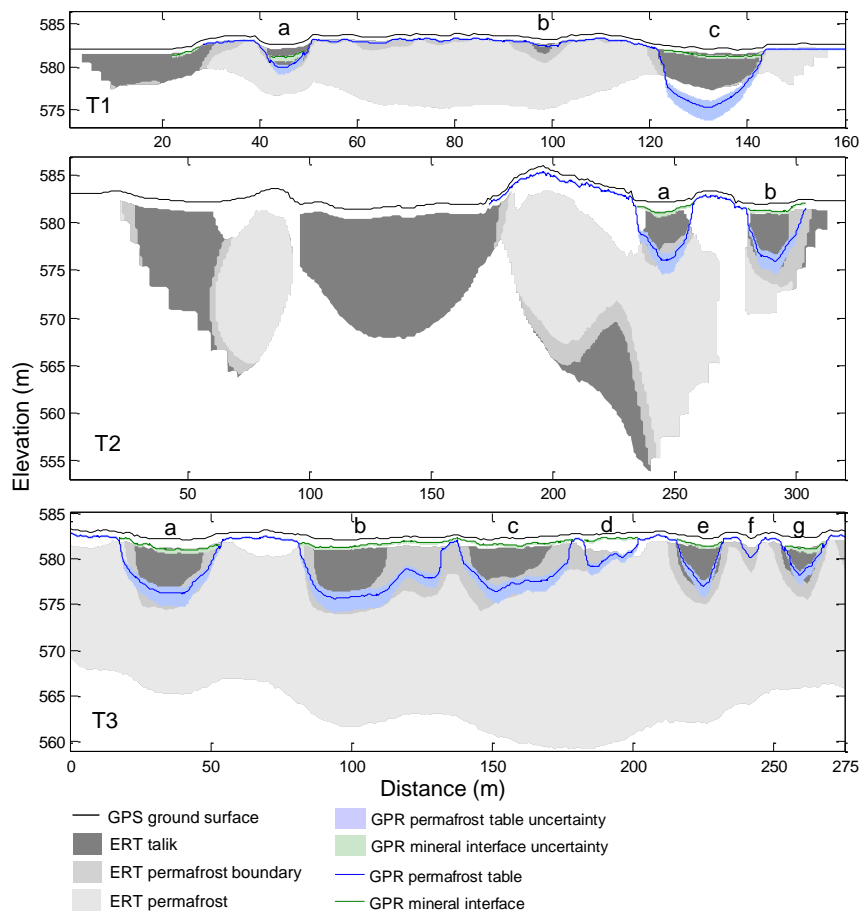 a b c
585
580
575
T1
20 40 60 80 100 120 140 160
a b
585
580
575
570
565
560
555
T2
50 100 150 200 250 300
Elevation (m)
a b c d e f g
585
580
575
570
565
560
T3
0 50 100 150 200 250 275
Distance (m)
GPS ground surface
ERT talik
ERT permafrost boundary
ERT permafrost
GPR permafrost table uncertainty
GPR mineral interface uncertainty
GPR permafrost table
GPR mineral interface